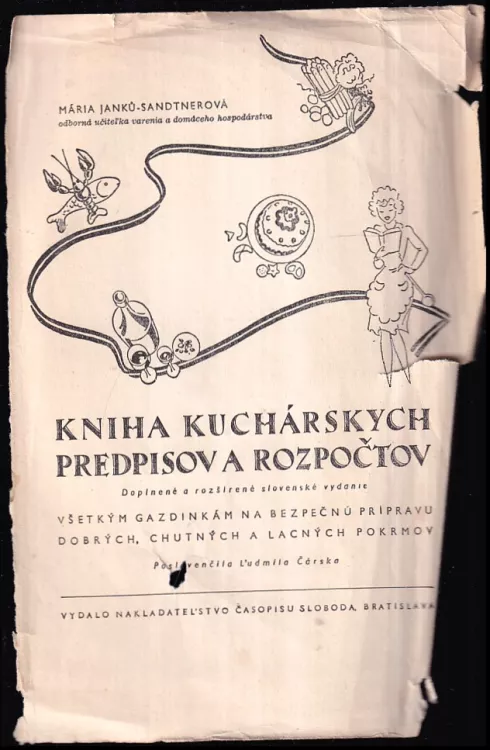 MÁRIA JANKŮ-SANDTNEROVÁ
odborná učiteľka varenia a domáceho hospodárstva
KNIHA KUCHÁRSKYCH
PREDPISOV A ROZPOČTOV
Doplnené a rozšírené slovenské vydanie
VŠETKÝM GAZDINKÁM NA BEZPEČNÚ PRÍPRAVU
DOBRÝCH, CHUTNÝCH A LACNÝCH POKRMOV
Poslovenčila Ľudmila Čárska
VYDALO NAKLADATEĽSTVO ČASOPISU SLOBODA, BRATISLAVA